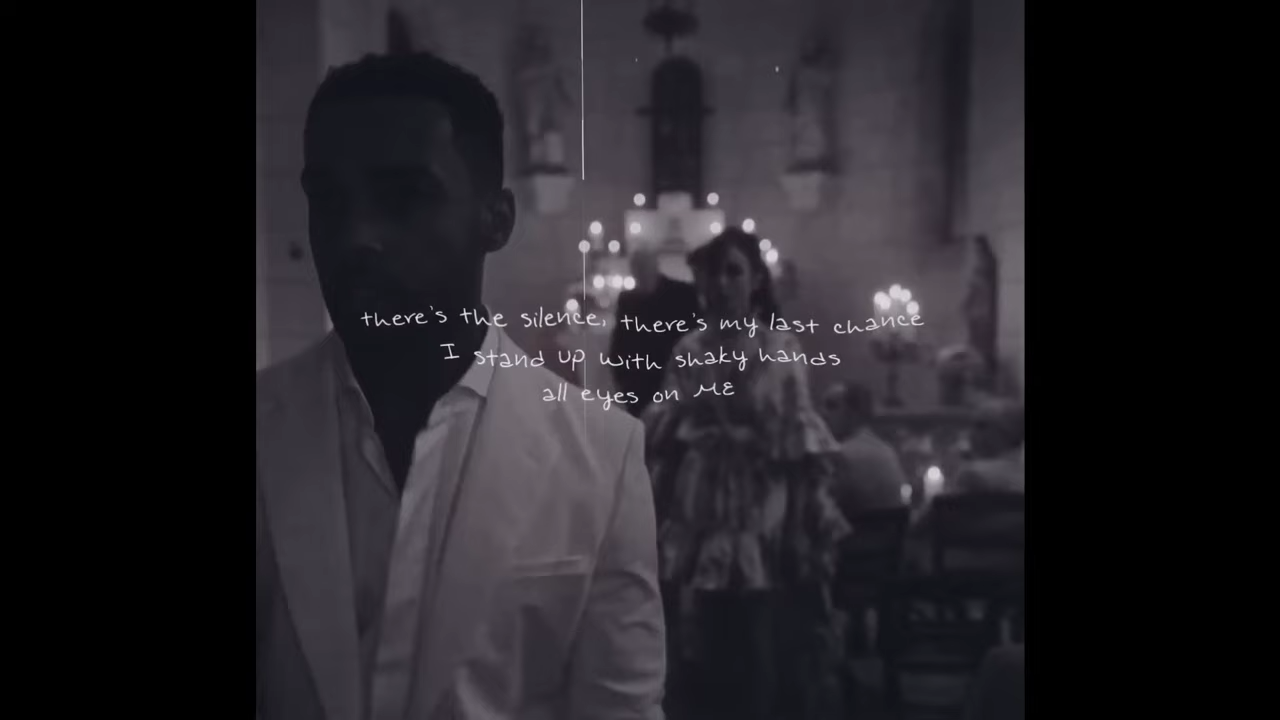 there's the silence, there's my last chance
I stand up with shaky hands
all eyes on ME